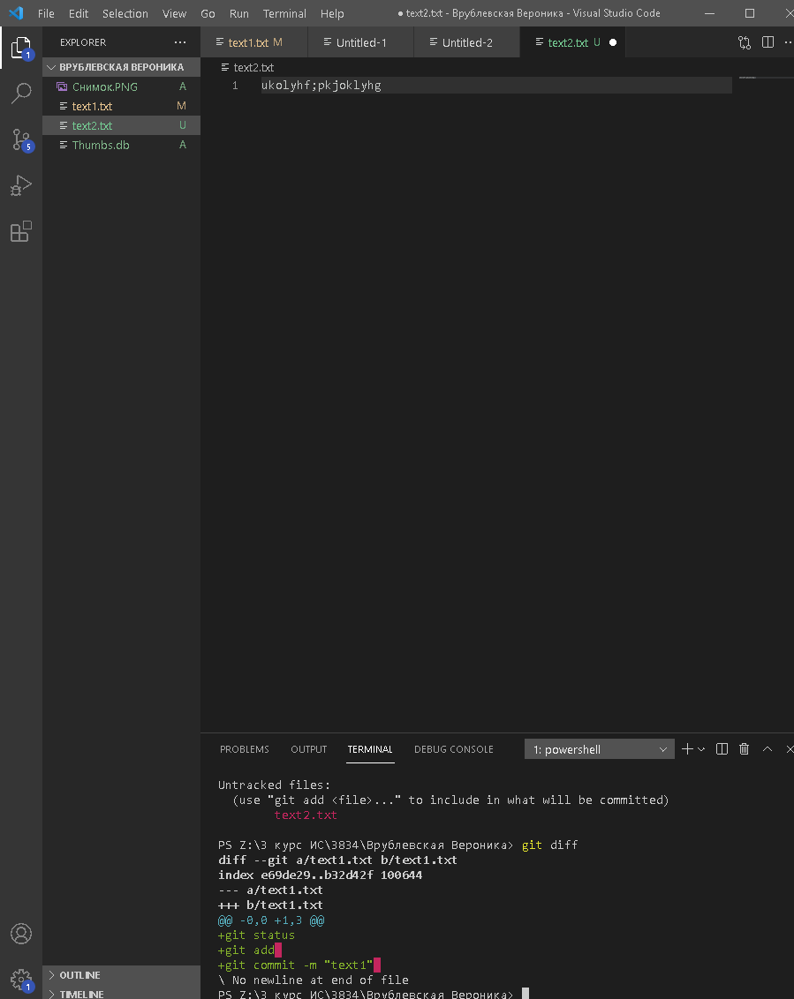 File Edit Selection View Go Run Terminal Help ● text2.txt - Врублевская Вероника - Visual Studio Code
EXPLORER ···
text1.txt M Untitled-1 Untitled-2 text2.txt U ●
ВРУБЛЕВСКАЯ ВЕРОНИКА
Снимок.PNG A
text1.txt M
text2.txt U
Thumbs.db A
1
5
text2.txt
1 ukolyhf;pkjoklyhg
PROBLEMS OUTPUT TERMINAL DEBUG CONSOLE 1: powershell
Untracked files:
(use "git add <file>..." to include in what will be committed)
text2.txt
PS Z:\3 курс ИС\3834\Врублевская Вероника> git diff
diff --git a/text1.txt b/text1.txt
index e69de29..b32d42f 100644
--- a/text1.txt
+++ b/text1.txt
@@ -0,0 +1,3 @@
+git status
+git add
+git commit -m "text1"
\ No newline at end of file
PS Z:\3 курс ИС\3834\Врублевская Вероника>
1
OUTLINE
TIMELINE